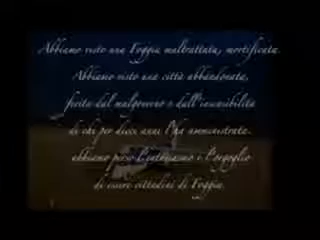 Abbiamo visto una Foggia maltrattata, mortificata.
Abbiamo visto una città abbandonata,
ferita dal malgoverno e dall'insensibilità
di chi per dieci anni l'ha amministrata.
abbiamo perso l'entusiasmo e l'orgoglio
di essere cittadini di Foggia.